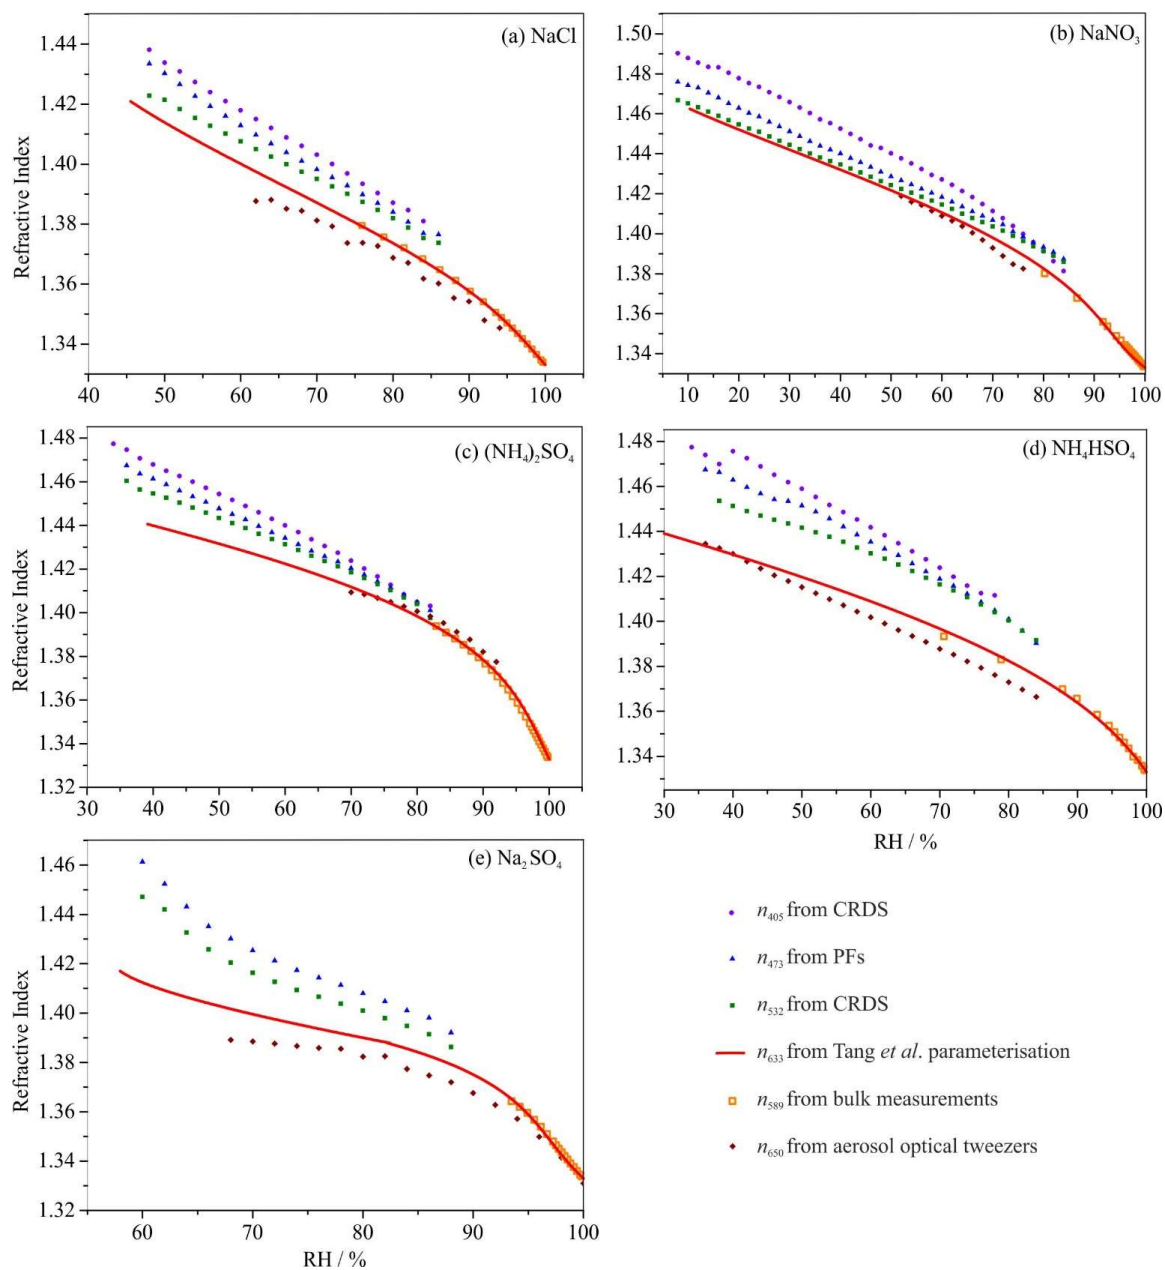 (a) NaCl
1.44
1.42
1.40
1.38
1.36
1.34
Refractive Index
40 50 60 70 80 90 100
(b) NaNO₃
1.50
1.48
1.46
1.44
1.42
1.40
1.38
1.36
1.34
10 20 30 40 50 60 70 80 90 100
(c) (NH₄)₂SO₄
1.48
1.46
1.44
1.42
1.40
1.38
1.36
1.34
1.32
Refractive Index
30 40 50 60 70 80 90 100
(d) NH₄HSO₄
1.48
1.46
1.44
1.42
1.40
1.38
1.36
1.34
30 40 50 60 70 80 90 100
RH / %
(e) Na₂SO₄
1.46
1.44
1.42
1.40
1.38
1.36
1.34
1.32
Refractive Index
60 70 80 90 100
RH / %
n₄₀₅ from CRDS
n₄₇₃ from PFs
n₅₃₂ from CRDS
n₆₃₃ from Tang et al. parameterisation
n₅₈₉ from bulk measurements
n₆₅₀ from aerosol optical tweezers